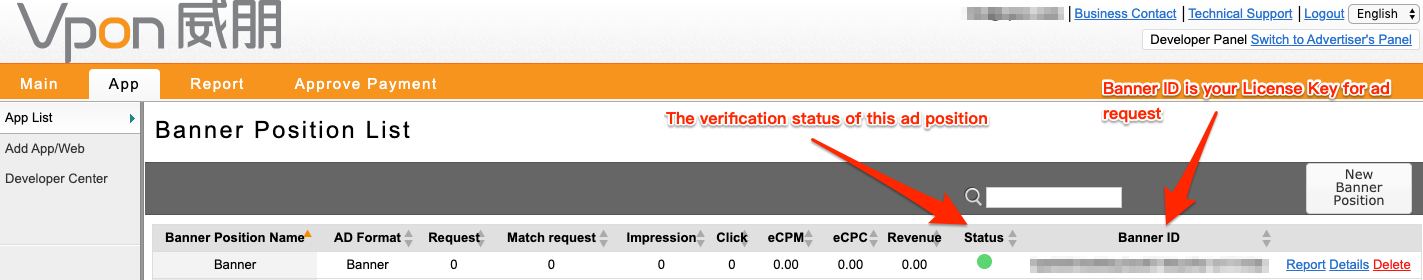 Vpon 威朋
| Business Contact | Technical Support | Logout English
Developer Panel Switch to Advertiser's Panel
Main App Report Approve Payment
Banner ID is your License Key for ad
request
App List
Add App/Web
Developer Center
Banner Position List
The verification status of this ad position
New
Banner
Position
Banner Position Name AD Format Request Match request Impression Click eCPM eCPC Revenue Status Banner ID
Banner Banner 0 0 0 0 0.00 0.00 0.00 Report Details Delete